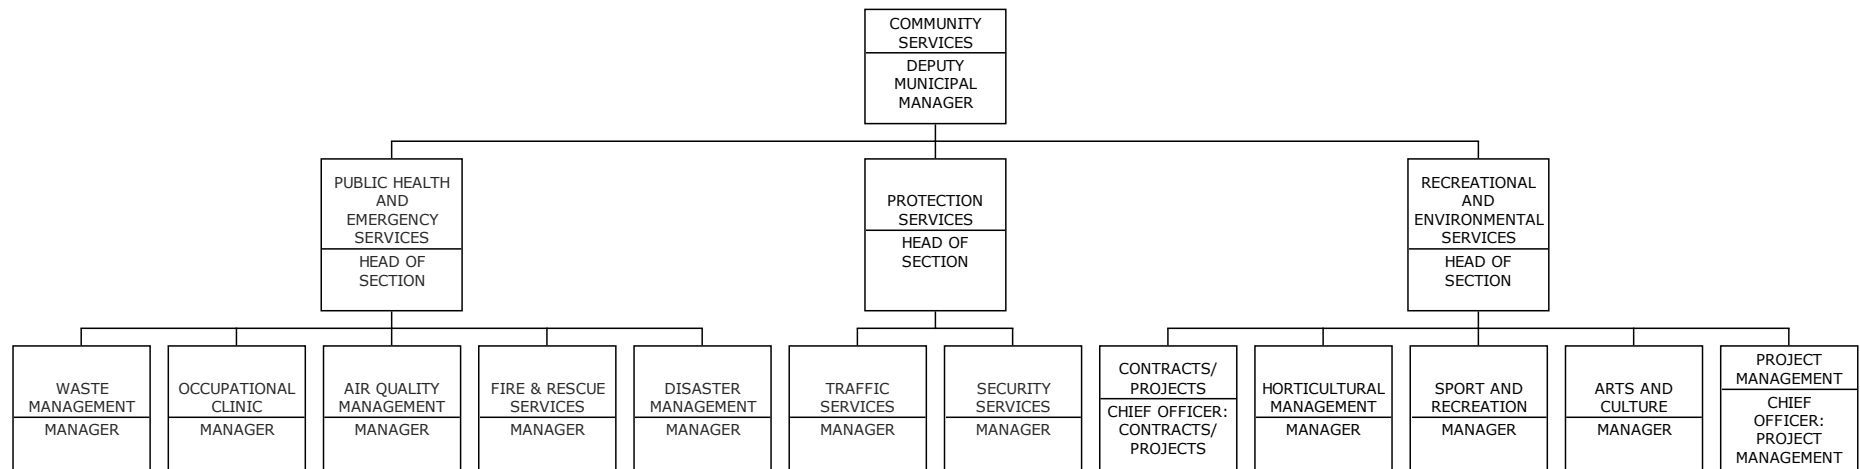 COMMUNITY
SERVICES
DEPUTY
MUNICIPAL
MANAGER
PUBLIC HEALTH
AND
EMERGENCY
SERVICES
HEAD OF
SECTION
PROTECTION
SERVICES
HEAD OF
SECTION
RECREATIONAL
AND
ENVIRONMENTAL
SERVICES
HEAD OF
SECTION
WASTE
MANAGEMENT
MANAGER
OCCUPATIONAL
CLINIC
MANAGER
AIR QUALITY
MANAGEMENT
MANAGER
FIRE & RESCUE
SERVICES
MANAGER
DISASTER
MANAGEMENT
MANAGER
TRAFFIC
SERVICES
MANAGER
SECURITY
SERVICES
MANAGER
CONTRACTS/
PROJECTS
CHIEF OFFICER:
CONTRACTS/
PROJECTS
HORTICULTURAL
MANAGEMENT
MANAGER
SPORT AND
RECREATION
MANAGER
ARTS AND
CULTURE
MANAGER
PROJECT
MANAGEMENT
CHIEF
OFFICER:
PROJECT
MANAGEMENT